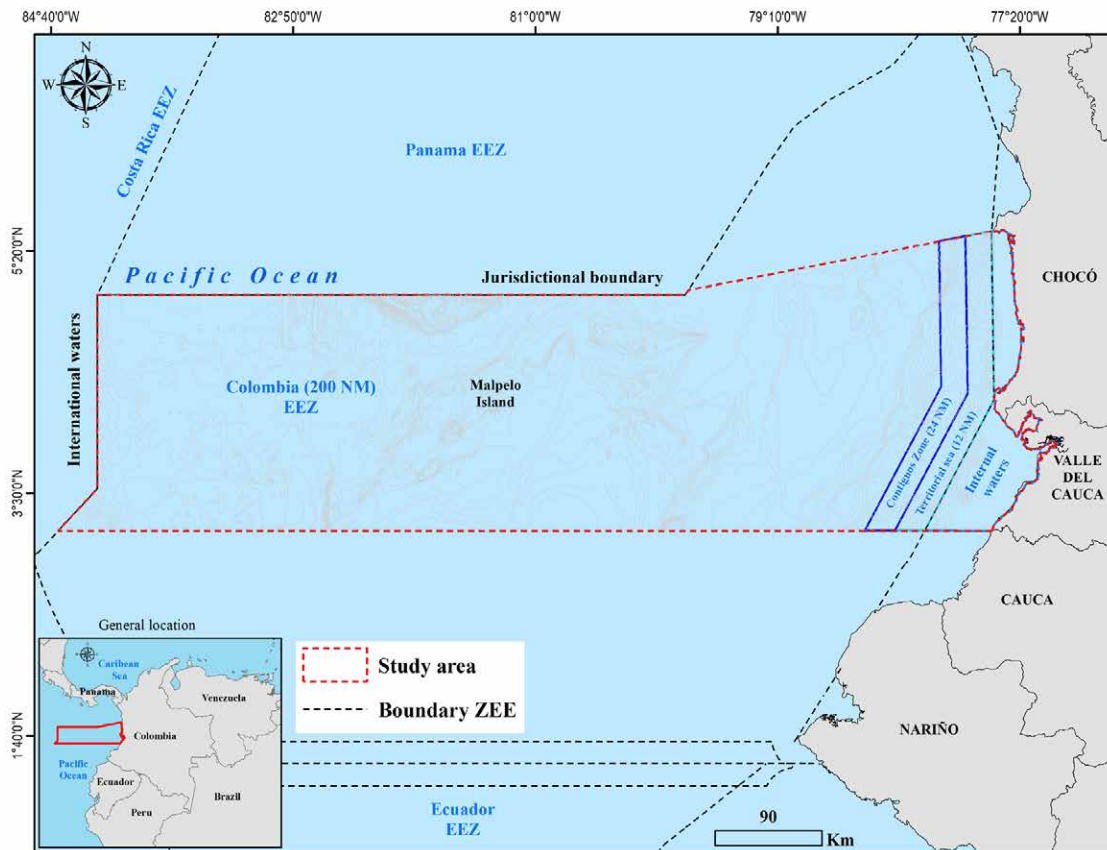 84°40'0"W
82°50'0"W
81°0'0"W
79°10'0"W
77°20'0"W
N
W
E
S
Costa Rica EEZ
Panama EEZ
5°20'0"N
Pacific Ocean
Jurisdictional boundary
CHOCÓ
International waters
Colombia (200 NM)
EEZ
Malpelo
Island
Contiguos Zone (24 NM)
Territorial sea (12 NM)
Internal
waters
VALLE
DEL
CAUCA
3°30'0"N
CAUCA
General location
Caribean
Sea
Panama
Venezuela
Colombia
Pacific
Ocean
Ecuador
Peru
Brazil
Study area
Boundary ZEE
NARIÑO
1°40'0"N
Ecuador
EEZ
90
Km